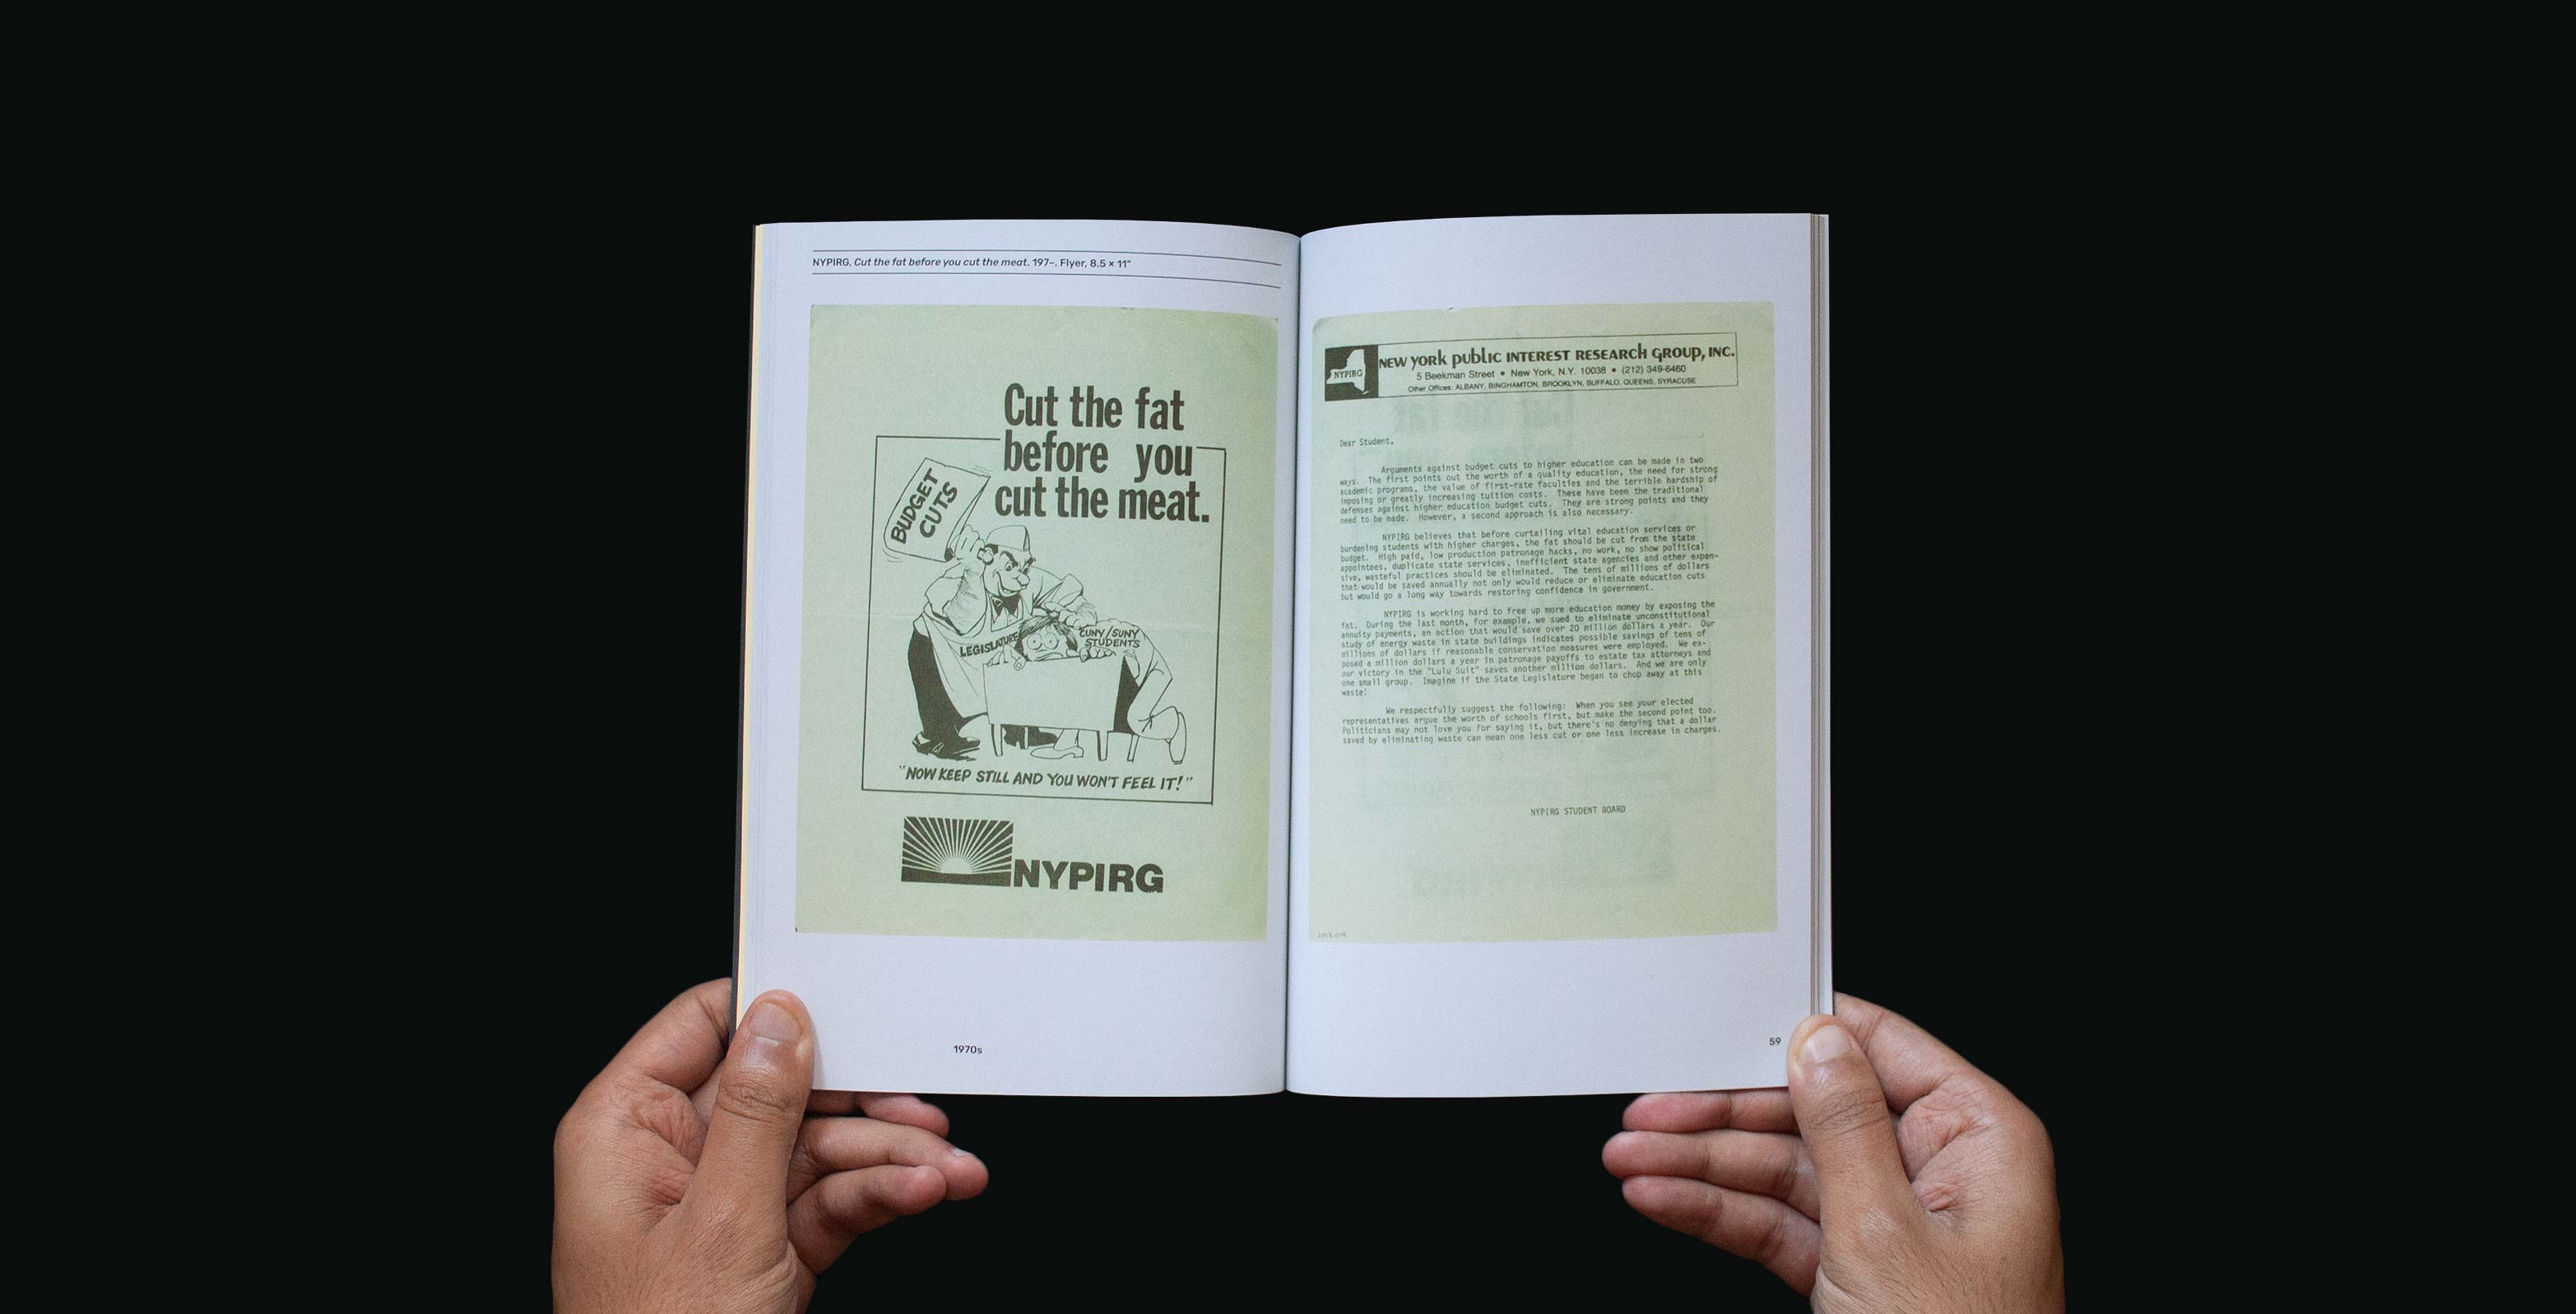 NYPIRG. Cut the fat before you cut the meat. 197–. Flyer, 8.5 × 11"
Cut the fat
before you
cut the meat.
BUDGET
CUTS
LEGISLATURE
CUNY/SUNY
STUDENTS
"NOW KEEP STILL AND YOU WON'T FEEL IT!"
NYPIRG
1970s
NYPIRG
NEW YORK PUBLIC INTEREST RESEARCH GROUP, INC.
5 Beekman Street • New York, N.Y. 10038 • (212) 349-6460
Other Offices: ALBANY, BINGHAMTON, BROOKLYN, BUFFALO, QUEENS, SYRACUSE
Dear Student,
Arguments against budget cuts to higher education can be made in two
ways. The first points out the worth of a quality education, the need for strong
academic programs, the value of first-rate faculties and the terrible hardship of
imposing or greatly increasing tuition costs. These have been the traditional
defenses against higher education budget cuts. They are strong points and they
need to be made. However, a second approach is also necessary.
NYPIRG believes that before curtailing vital education services or
burdening students with higher charges, the fat should be cut from the state
budget. High paid, low production patronage hacks, no work, no show political
appointees, duplicate state services, inefficient state agencies and other expen-
sive, wasteful practices should be eliminated. The tens of millions of dollars
that would be saved annually not only would reduce or eliminate education cuts
but would go a long way towards restoring confidence in government.
NYPIRG is working hard to free up more education money by exposing the
fat. During the last month, for example, we sued to eliminate unconstitutional
annuity payments, an action that would save over 20 million dollars a year. Our
study of energy waste in state buildings indicates possible savings of tens of
millions of dollars if reasonable conservation measures were employed. We ex-
posed a million dollars a year in patronage payoffs to estate tax attorneys and
our victory in the "Lulu Suit" saves another million dollars. And we are only
one small group. Imagine if the State Legislature began to chop away at this
waste!
We respectfully suggest the following: When you see your elected
representatives argue the worth of schools first, but make the second point too.
Politicians may not love you for saying it, but there's no denying that a dollar
saved by eliminating waste can mean one less cut or one less increase in charges.
NYPIRG STUDENT BOARD
59